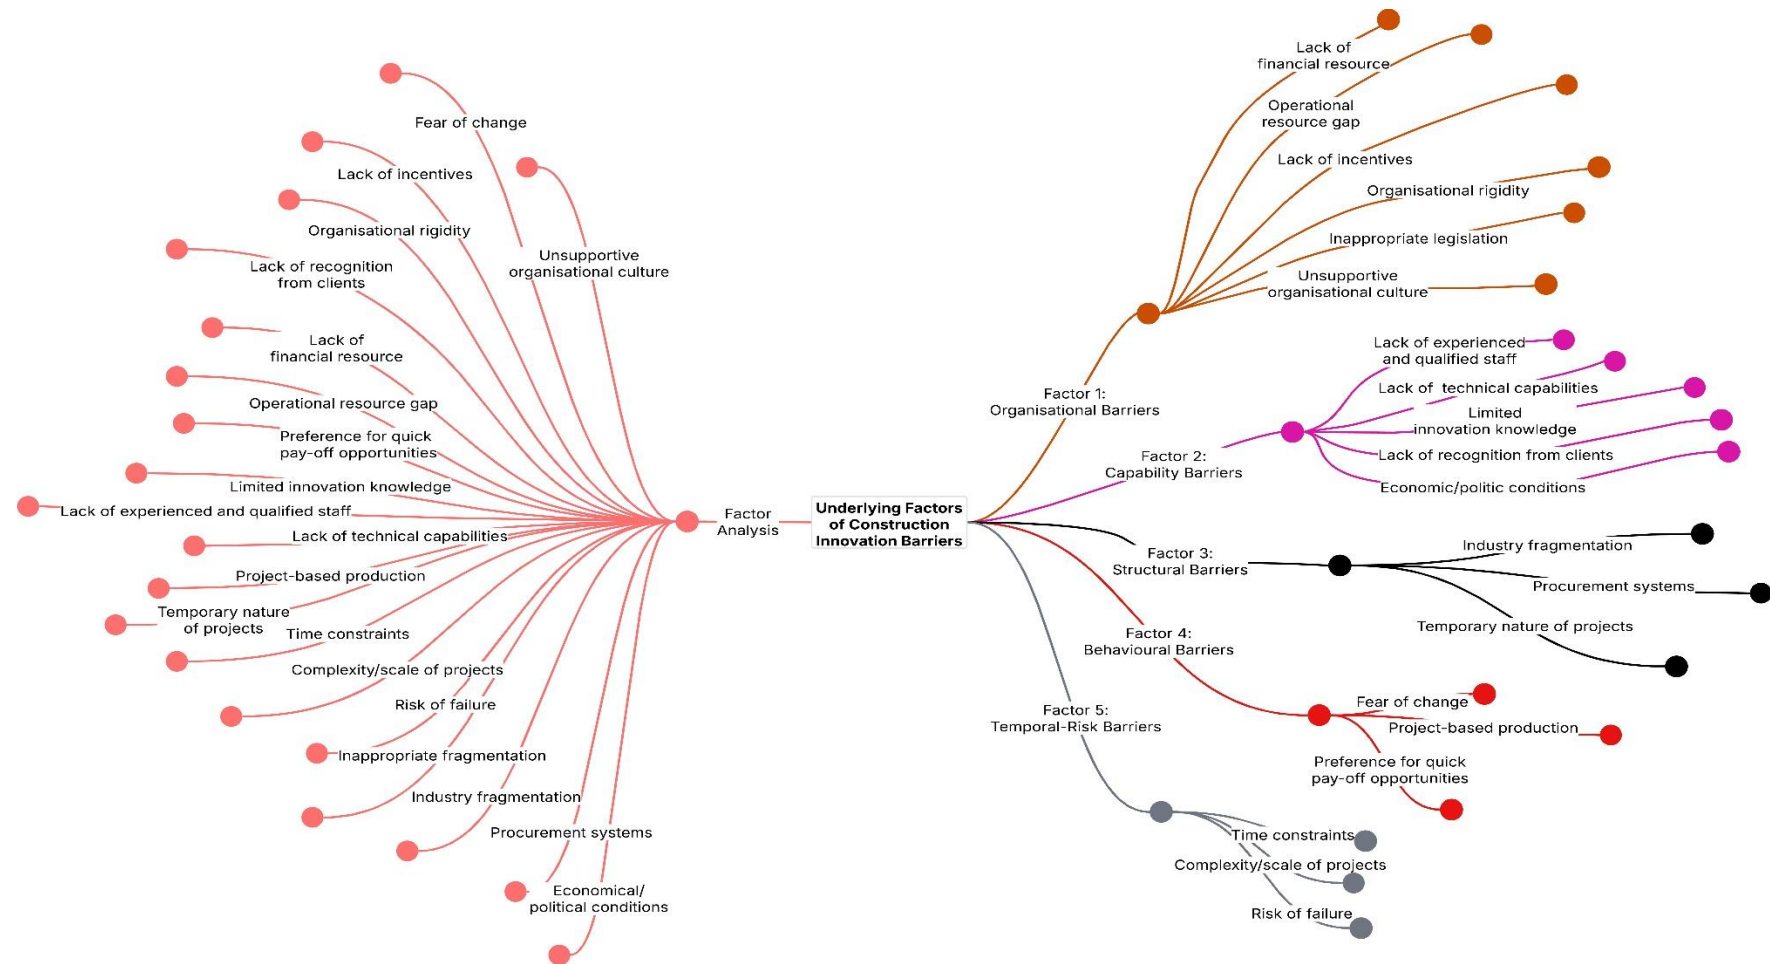 Fear of change
Lack of incentives
Organisational rigidity
Unsupportive
organisational culture
Lack of recognition
from clients
Lack of
financial resource
Operational resource gap
Preference for quick
pay-off opportunities
Limited innovation knowledge
Lack of experienced and qualified staff
Lack of technical capabilities
Project-based production
Temporary nature
of projects
Time constraints
Complexity/scale of projects
Risk of failure
Inappropriate fragmentation
Industry fragmentation
Procurement systems
Economical/
political conditions
Factor
Analysis
Underlying Factors
of Construction
Innovation Barriers
Factor 1:
Organisational Barriers
Lack of
financial resource
Operational
resource gap
Lack of incentives
Organisational rigidity
Inappropriate legislation
Unsupportive
organisational culture
Factor 2:
Capability Barriers
Lack of experienced
and qualified staff
Lack of technical capabilities
Limited
innovation knowledge
Lack of recognition from clients
Economic/politic conditions
Factor 3:
Structural Barriers
Industry fragmentation
Procurement systems
Temporary nature of projects
Factor 4:
Behavioural Barriers
Fear of change
Project-based production
Preference for quick
pay-off opportunities
Factor 5:
Temporal-Risk Barriers
Time constraints
Complexity/scale of projects
Risk of failure